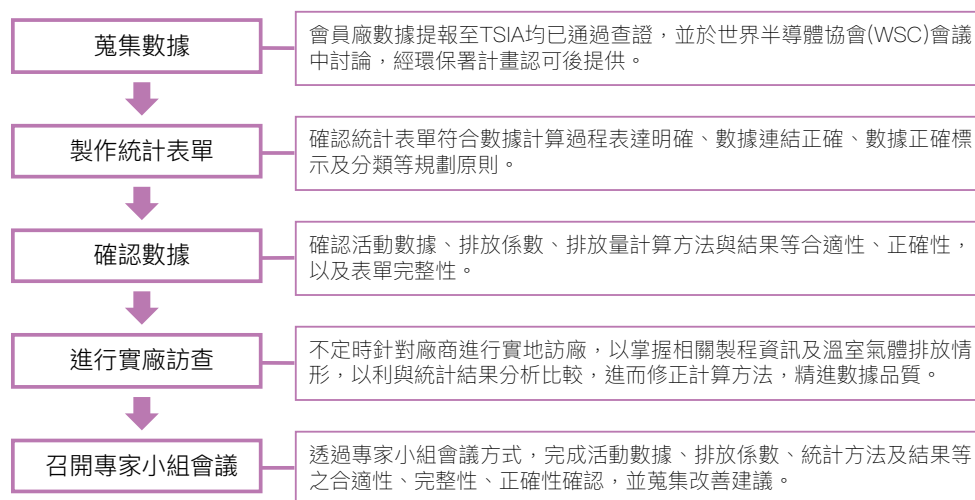 蒐集數據
會員廠數據提報至TSIA均已通過查證，並於世界半導體協會(WSC)會議
中討論，經環保署計畫認可後提供。
製作統計表單
確認統計表單符合數據計算過程表達明確、數據連結正確、數據正確標
示及分類等規劃原則。
確認數據
確認活動數據、排放係數、排放量計算方法與結果等合適性、正確性，
以及表單完整性。
進行實廠訪查
不定時針對廠商進行實地訪廠，以掌握相關製程資訊及溫室氣體排放情
形，以利與統計結果分析比較，進而修正計算方法，精進數據品質。
召開專家小組會議
透過專家小組會議方式，完成活動數據、排放係數、統計方法及結果等
之合適性、完整性、正確性確認，並蒐集改善建議。